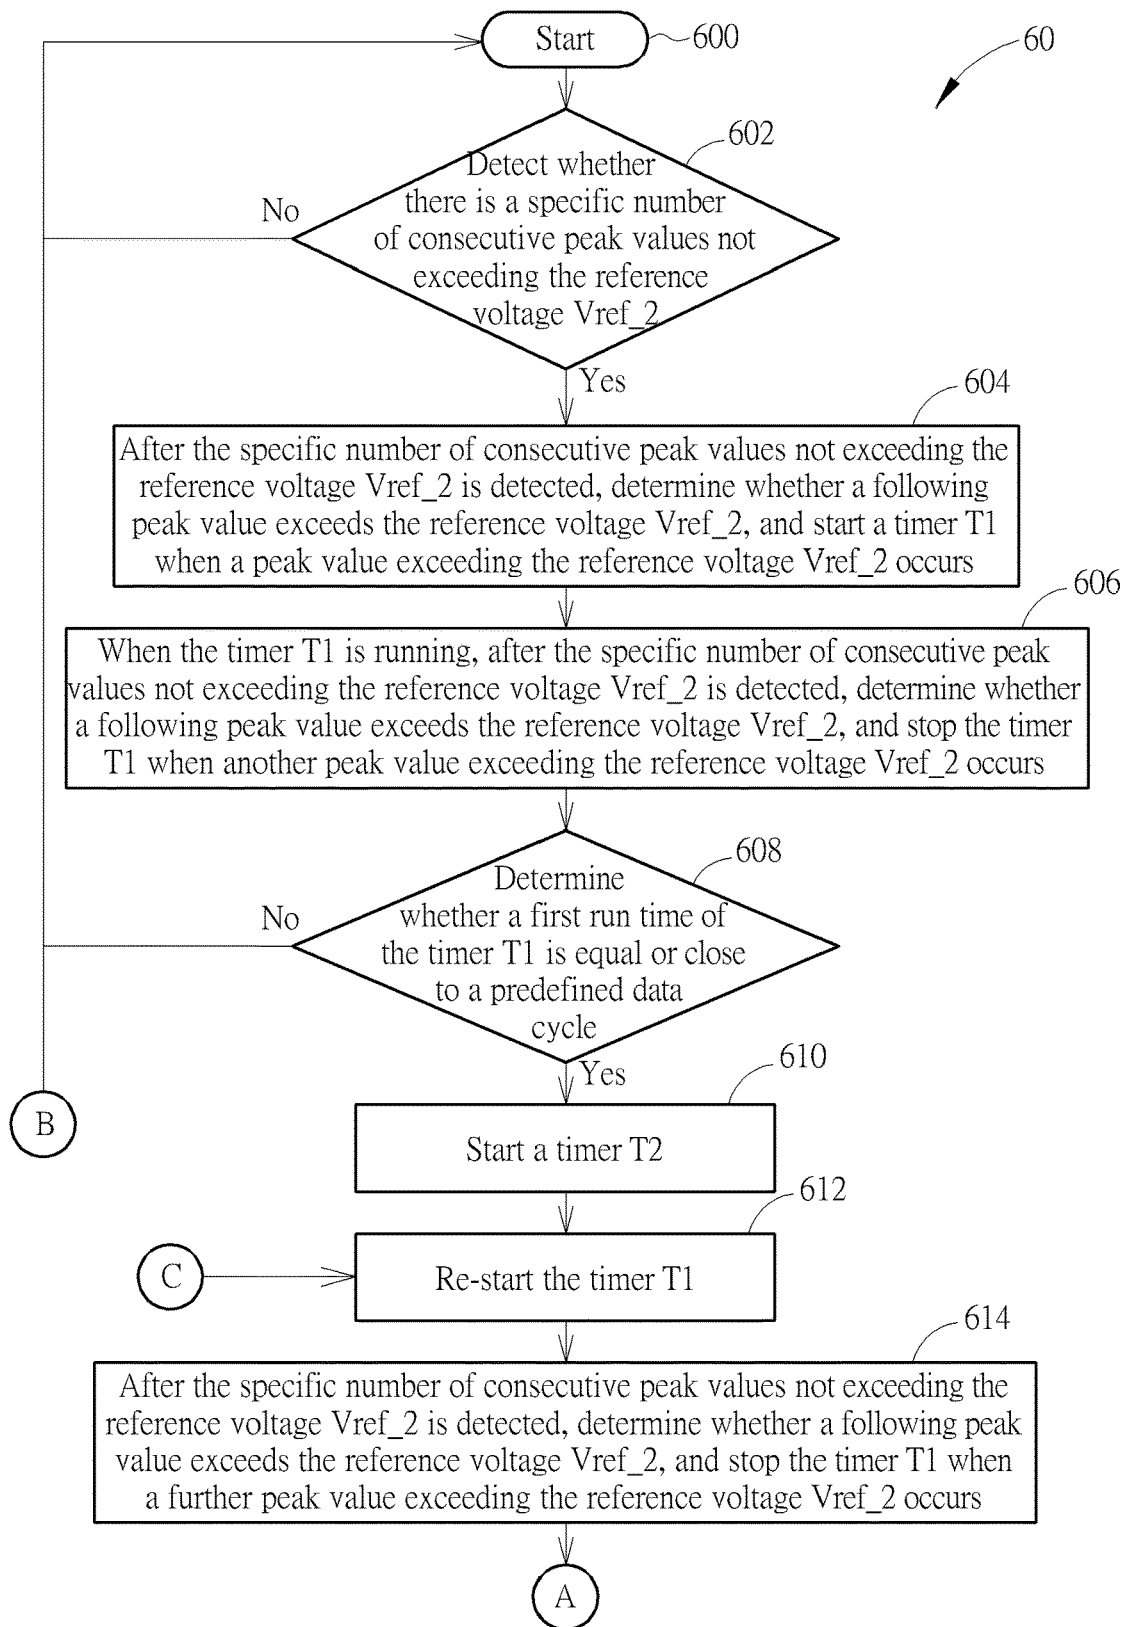 Start
600
60
602
Detect whether
there is a specific number
of consecutive peak values not
exceeding the reference
voltage Vref_2
No
Yes
604
After the specific number of consecutive peak values not exceeding the
reference voltage Vref_2 is detected, determine whether a following
peak value exceeds the reference voltage Vref_2, and start a timer T1
when a peak value exceeding the reference voltage Vref_2 occurs
606
When the timer T1 is running, after the specific number of consecutive peak
values not exceeding the reference voltage Vref_2 is detected, determine whether
a following peak value exceeds the reference voltage Vref_2, and stop the timer
T1 when another peak value exceeding the reference voltage Vref_2 occurs
608
Determine
whether a first run time of
the timer T1 is equal or close
to a predefined data
cycle
No
Yes
610
B
Start a timer T2
612
C
Re-start the timer T1
614
After the specific number of consecutive peak values not exceeding the
reference voltage Vref_2 is detected, determine whether a following peak
value exceeds the reference voltage Vref_2, and stop the timer T1 when
a further peak value exceeding the reference voltage Vref_2 occurs
A